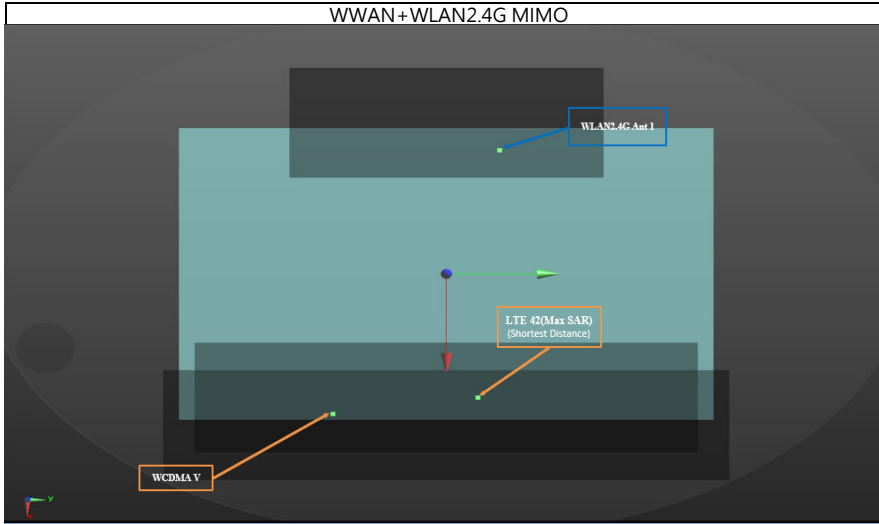 WWAN+WLAN2.4G MIMO
WLAN2.4G Ant 1
LTE 42(Max SAR)
(Shortest Distance)
WCDMA V
Y